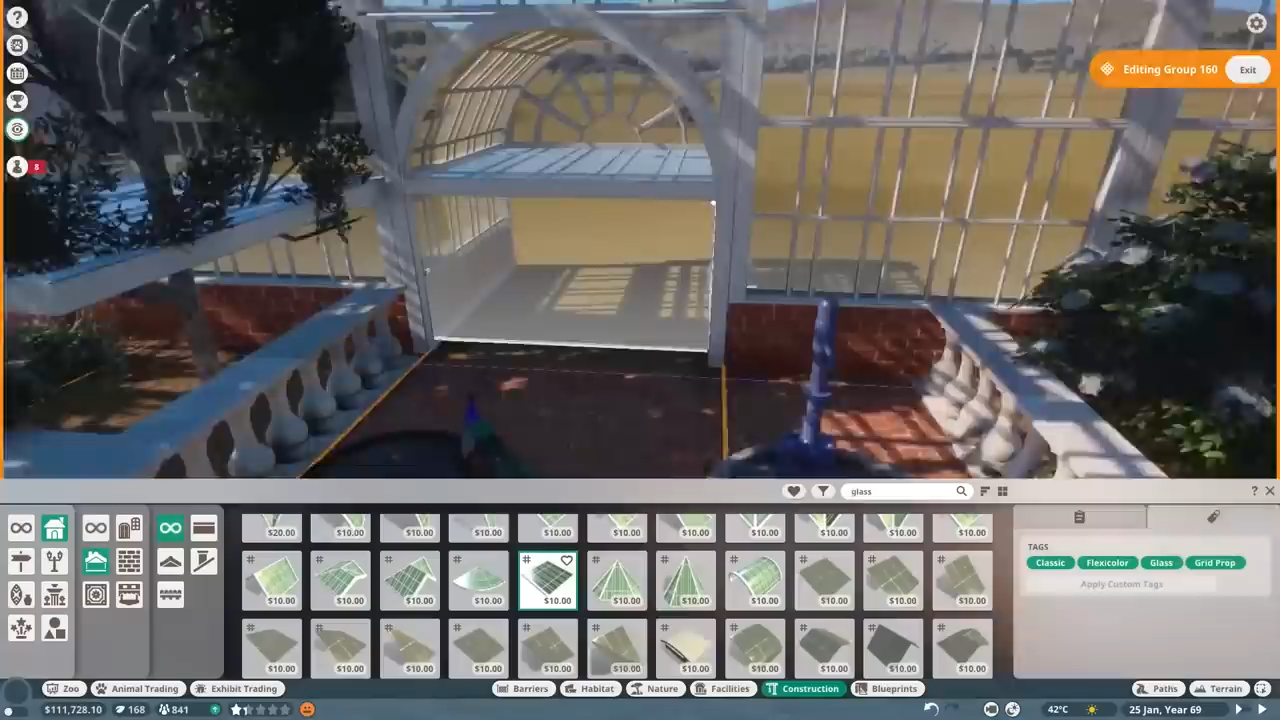 Editing Group 160
Exit
8
glass
?
$20.00 $10.00 $10.00 $10.00 $10.00 $10.00 $10.00 $10.00 $10.00 $10.00 $10.00
$10.00 $10.00 $10.00 $10.00 $10.00 $10.00 $10.00 $10.00 $10.00 $10.00 $10.00
$10.00 $10.00 $10.00 $10.00 $10.00 $10.00 $10.00 $10.00 $10.00 $10.00 $10.00
TAGS
Classic Flexicolor Glass Grid Prop
Apply Custom Tags
Zoo Animal Trading Exhibit Trading Barriers Habitat Nature Facilities Construction Blueprints Paths Terrain
$111,728.10 168 841 42°C 25 Jan, Year 69